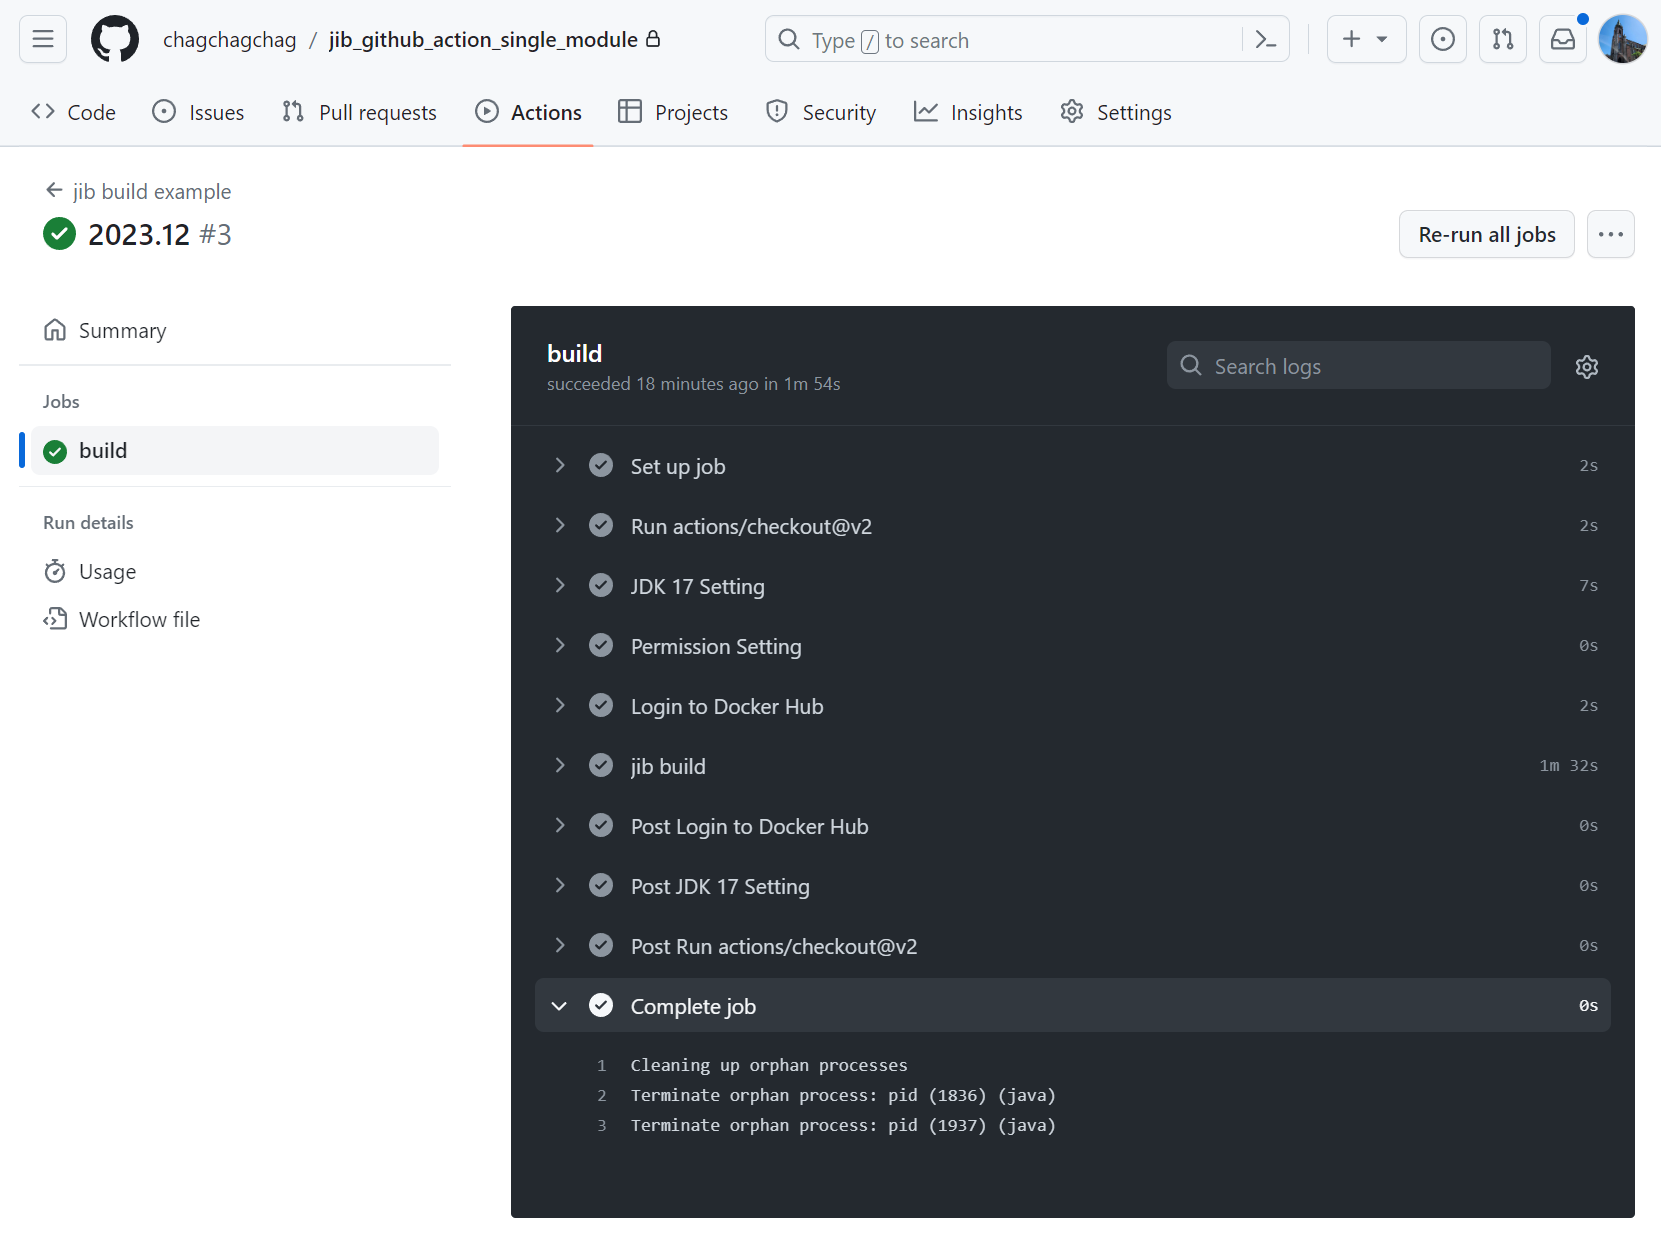 chagchagchag / jib_github_action_single_module
Type / to search
Code Issues Pull requests Actions Projects Security Insights Settings
jib build example
2023.12 #3
Re-run all jobs
Summary
Jobs
build
Run details
Usage
Workflow file
build
succeeded 18 minutes ago in 1m 54s
Search logs
Set up job 2s
Run actions/checkout@v2 2s
JDK 17 Setting 7s
Permission Setting 0s
Login to Docker Hub 2s
jib build 1m 32s
Post Login to Docker Hub 0s
Post JDK 17 Setting 0s
Post Run actions/checkout@v2 0s
Complete job 0s
1 Cleaning up orphan processes
2 Terminate orphan process: pid (1836) (java)
3 Terminate orphan process: pid (1937) (java)